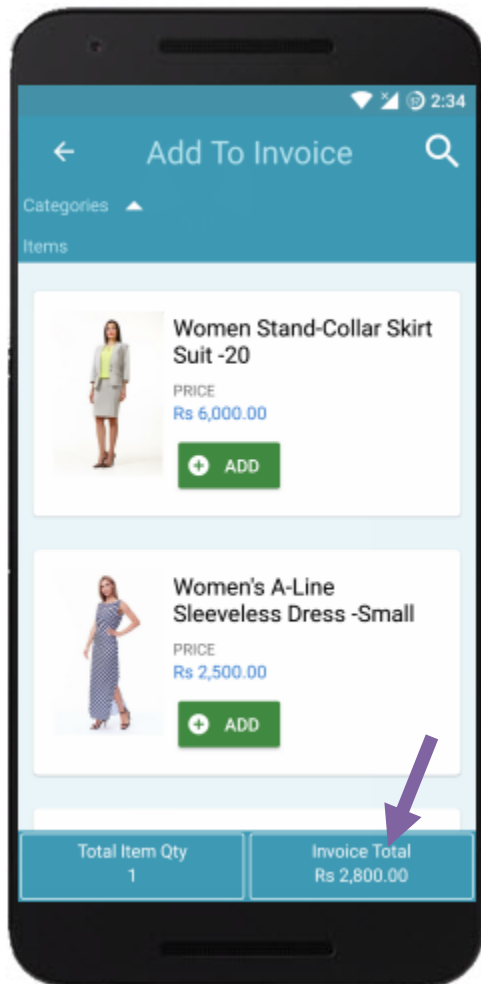 2:34
Add To Invoice
Categories
Items
Women Stand-Collar Skirt
Suit -20
PRICE
Rs 6,000.00
ADD
Women's A-Line
Sleeveless Dress -Small
PRICE
Rs 2,500.00
ADD
Total Item Qty
1
Invoice Total
Rs 2,800.00